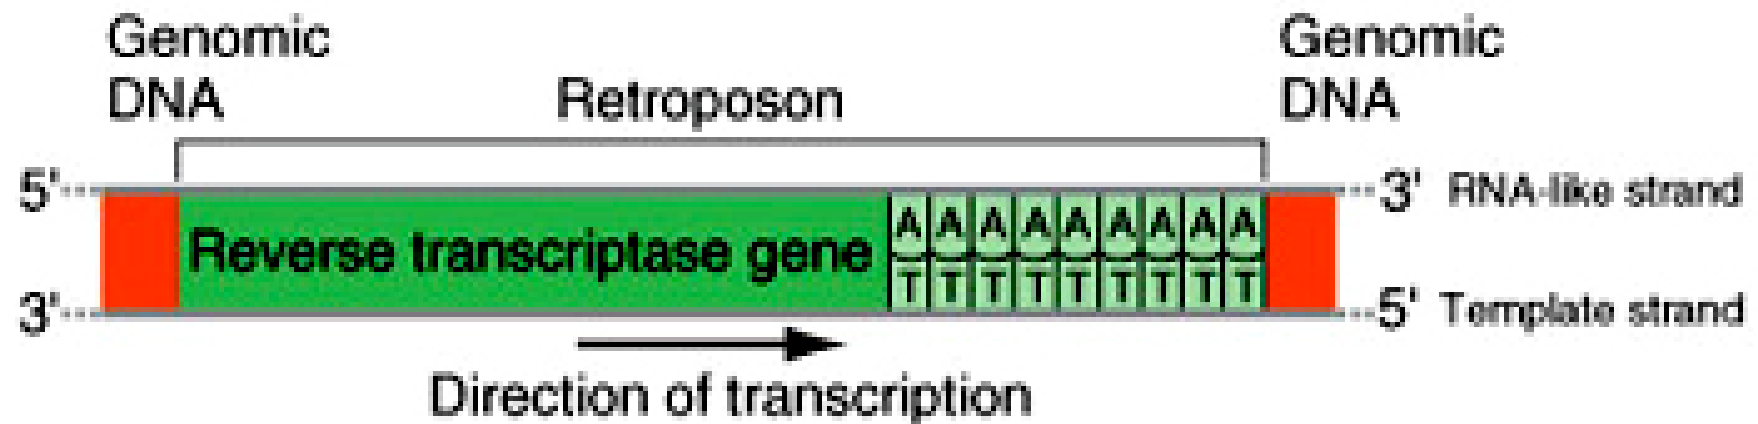 Genomic
DNA
Retroposon
Genomic
DNA
5' 3' RNA-like strand
Reverse transcriptase gene A A A A A A A A A
T T T T T T T T T
3' 5' Template strand
Direction of transcription